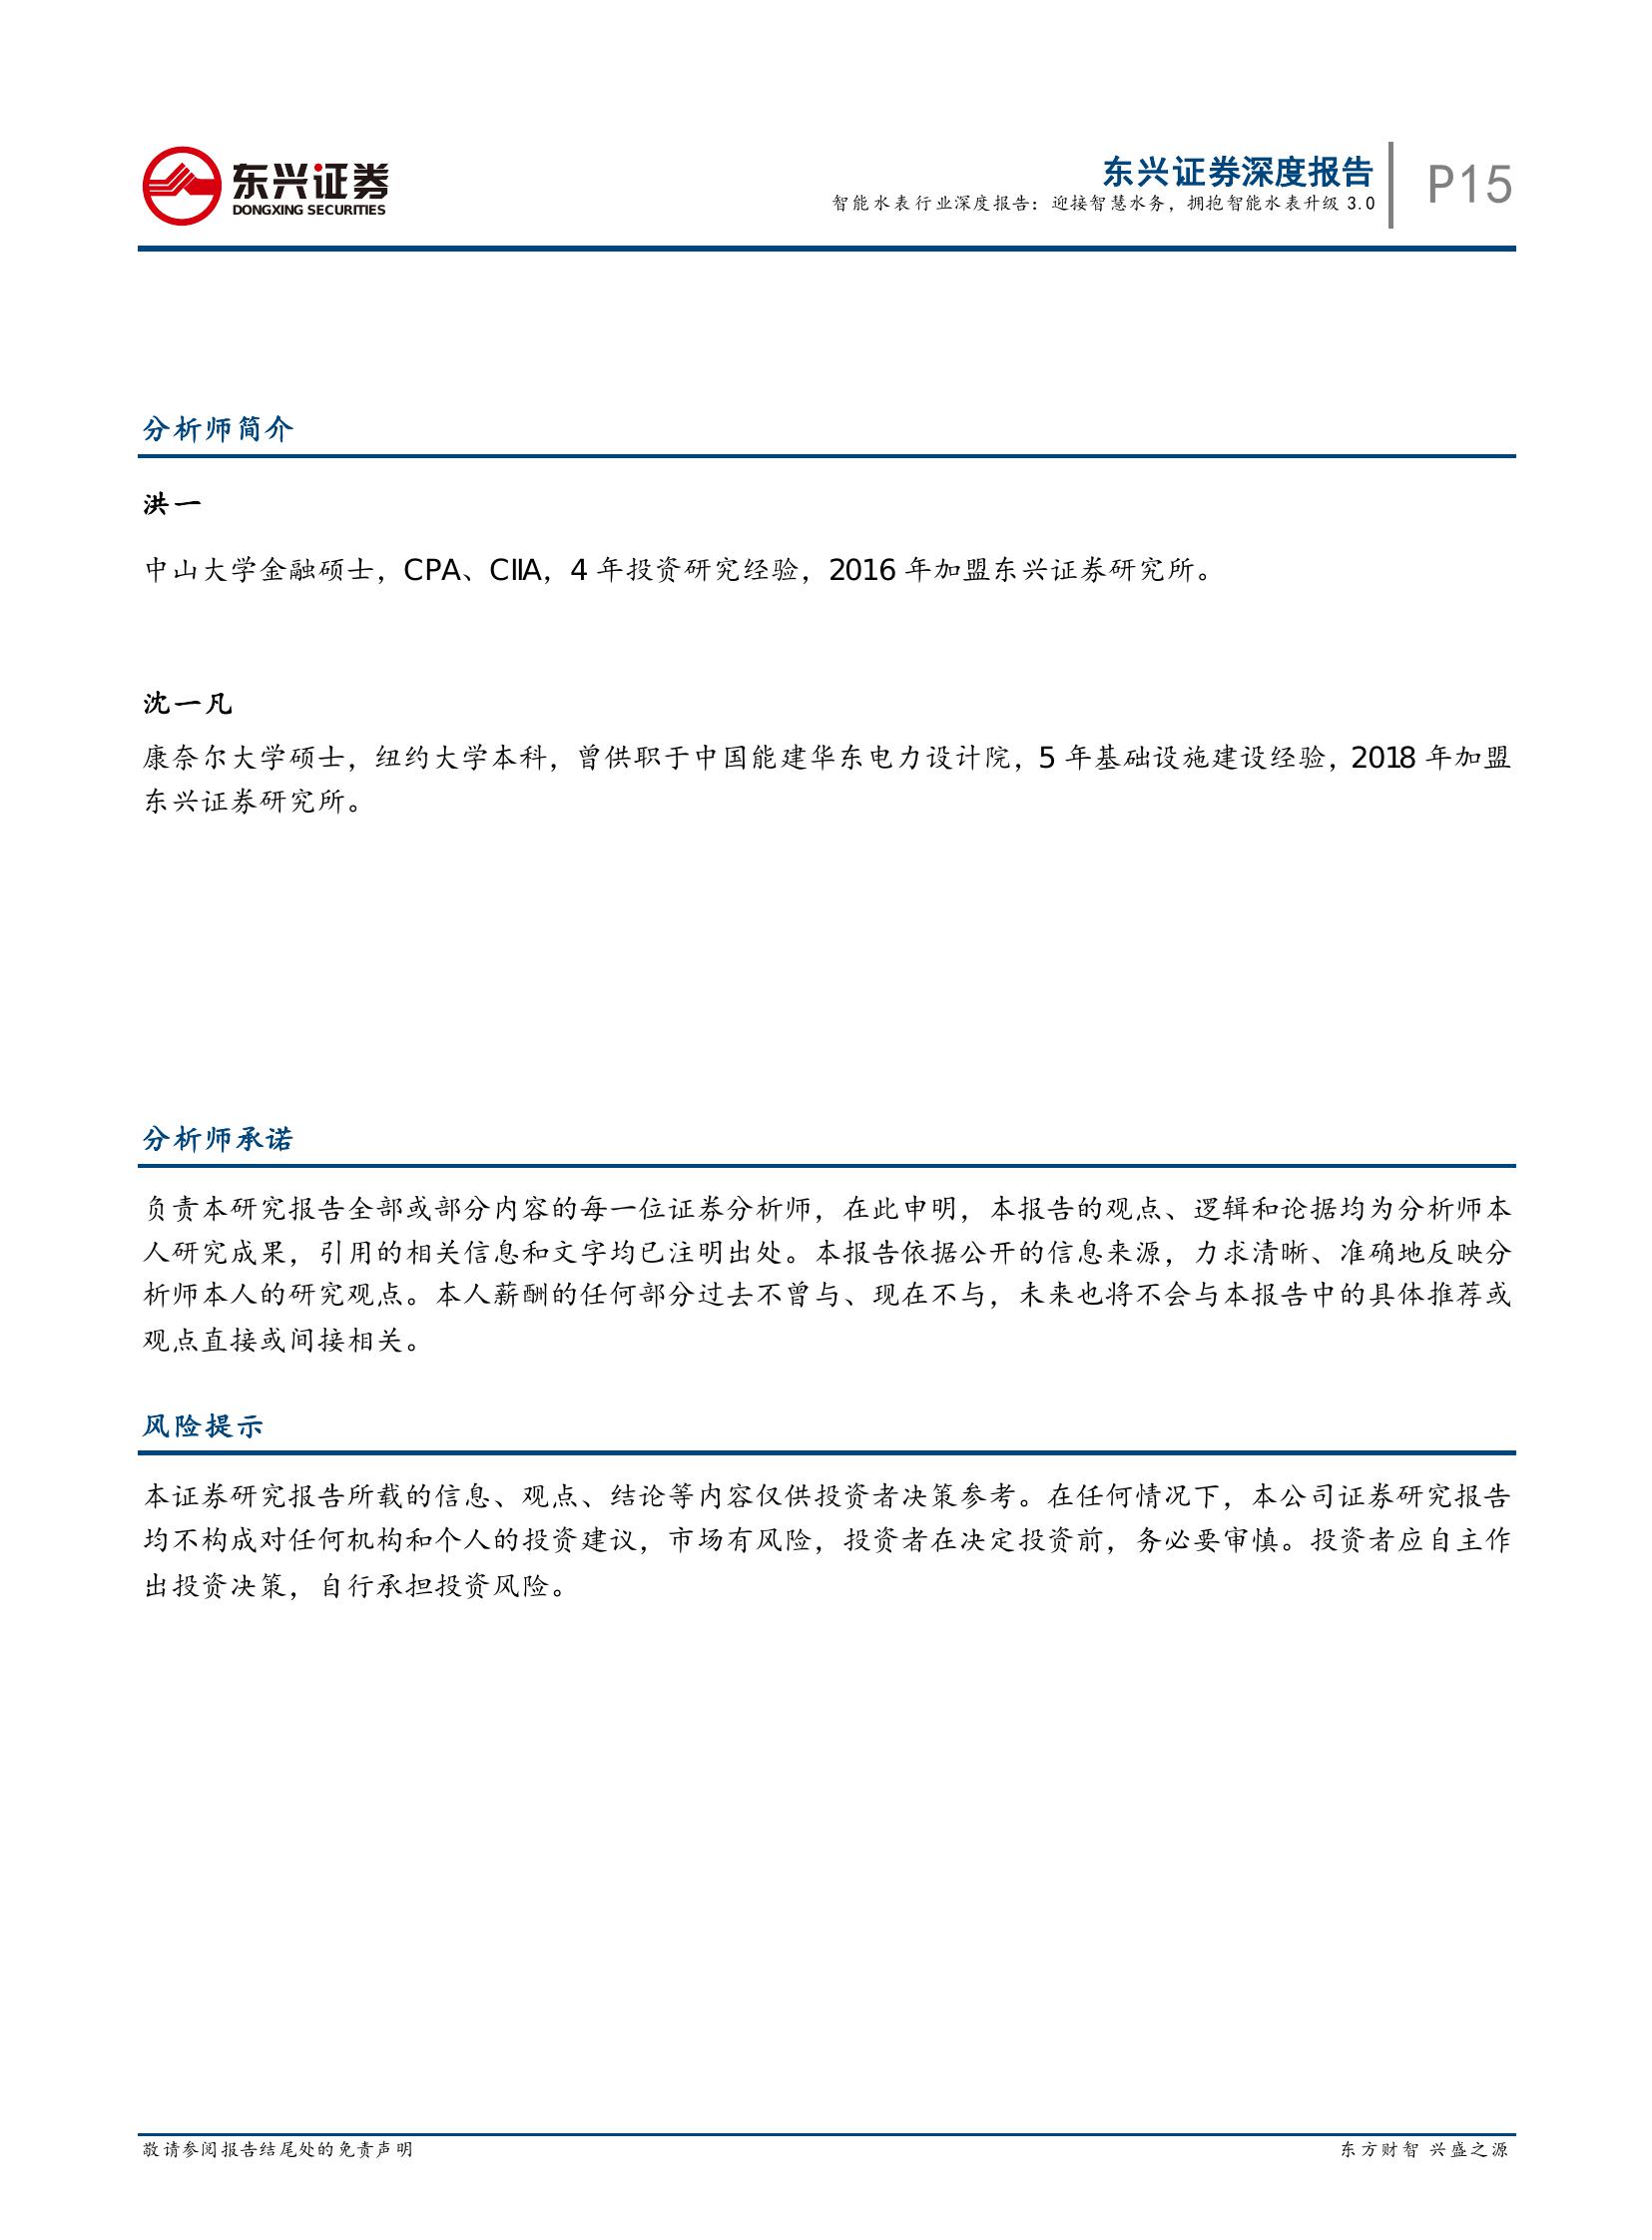 东兴证券
DONGXING SECURITIES
东兴证券深度报告
智能水表行业深度报告：迎接智慧水务，拥抱智能水表升级 3.0
P15
分析师简介
洪一
中山大学金融硕士，CPA、CIIA，4 年投资研究经验，2016 年加盟东兴证券研究所。
沈一凡
康奈尔大学硕士，纽约大学本科，曾供职于中国能建华东电力设计院，5 年基础设施建设经验，2018 年加盟
东兴证券研究所。
分析师承诺
负责本研究报告全部或部分内容的每一位证券分析师，在此申明，本报告的观点、逻辑和论据均为分析师本
人研究成果，引用的相关信息和文字均已注明出处。本报告依据公开的信息来源，力求清晰、准确地反映分
析师本人的研究观点。本人薪酬的任何部分过去不曾与、现在不与，未来也将不会与本报告中的具体推荐或
观点直接或间接相关。
风险提示
本证券研究报告所载的信息、观点、结论等内容仅供投资者决策参考。在任何情况下，本公司证券研究报告
均不构成对任何机构和个人的投资建议，市场有风险，投资者在决定投资前，务必要审慎。投资者应自主作
出投资决策，自行承担投资风险。
敬请参阅报告结尾处的免责声明
东方财智 兴盛之源